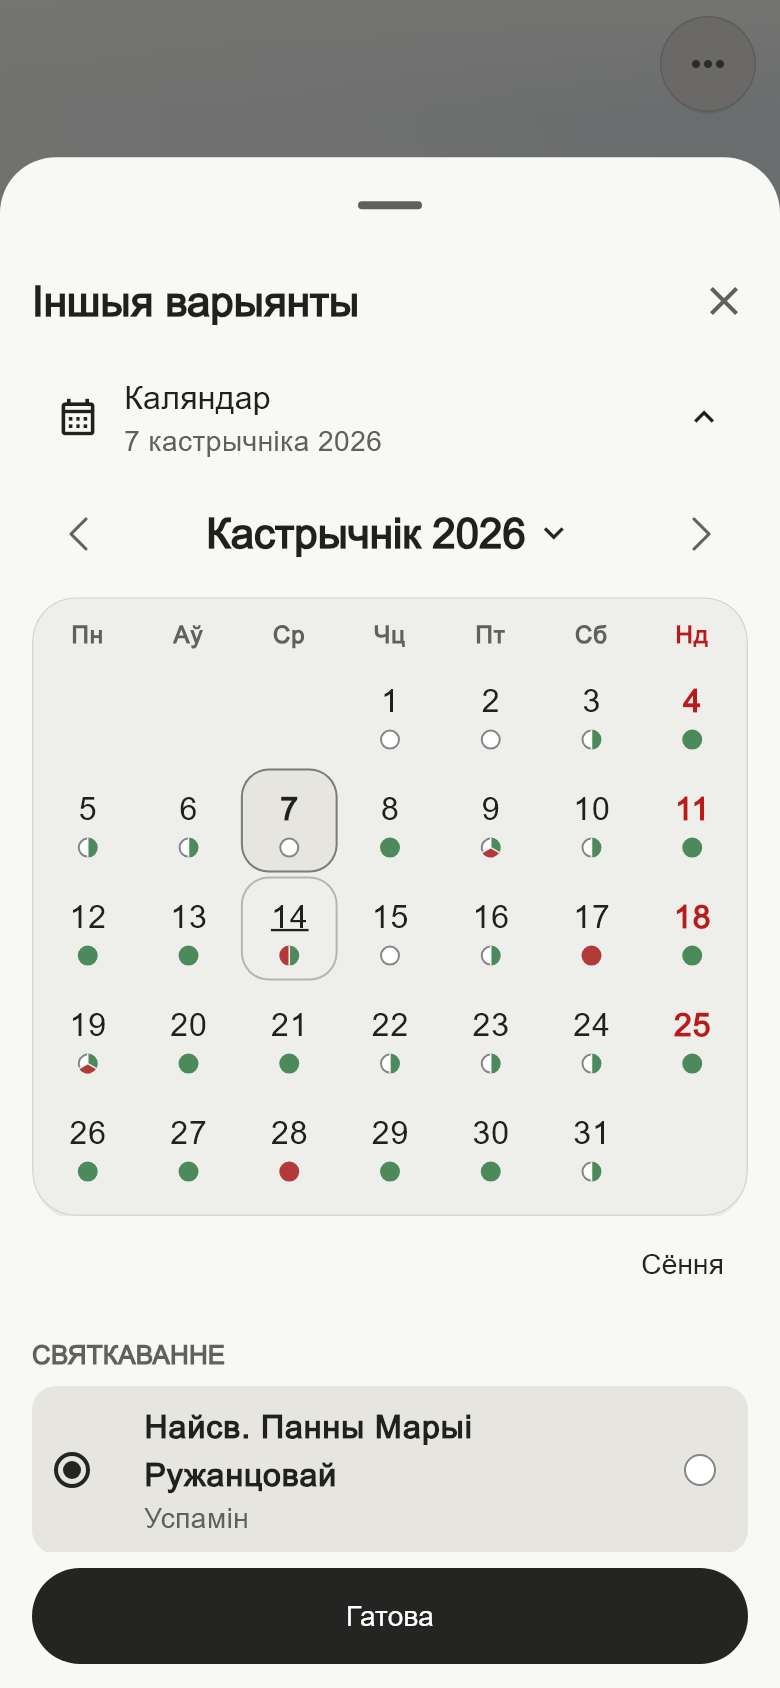 Іншыя варыянты
Каляндар
7 кастрычніка 2026
Кастрычнік 2026
Пн Аў Ср Чц Пт Сб Нд
1 2 3 4
5 6 7 8 9 10 11
12 13 14 15 16 17 18
19 20 21 22 23 24 25
26 27 28 29 30 31
Сёння
СВЯТКАВАННЕ
Найсв. Панны Марыі
Ружанцовай
Успамін
Гатова